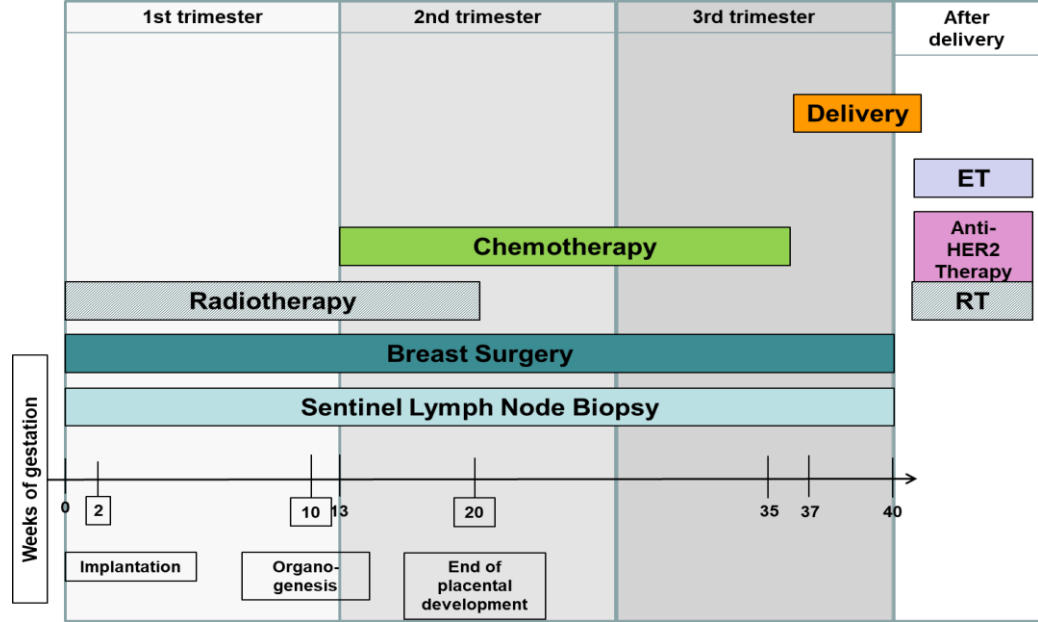 1st trimester
2nd trimester
3rd trimester
After
delivery
Delivery
ET
Chemotherapy
Anti-
HER2
Therapy
Radiotherapy
RT
Breast Surgery
Sentinel Lymph Node Biopsy
Weeks of gestation
0
2
10
13
20
35
37
40
Implantation
Organo-
genesis
End of
placental
development